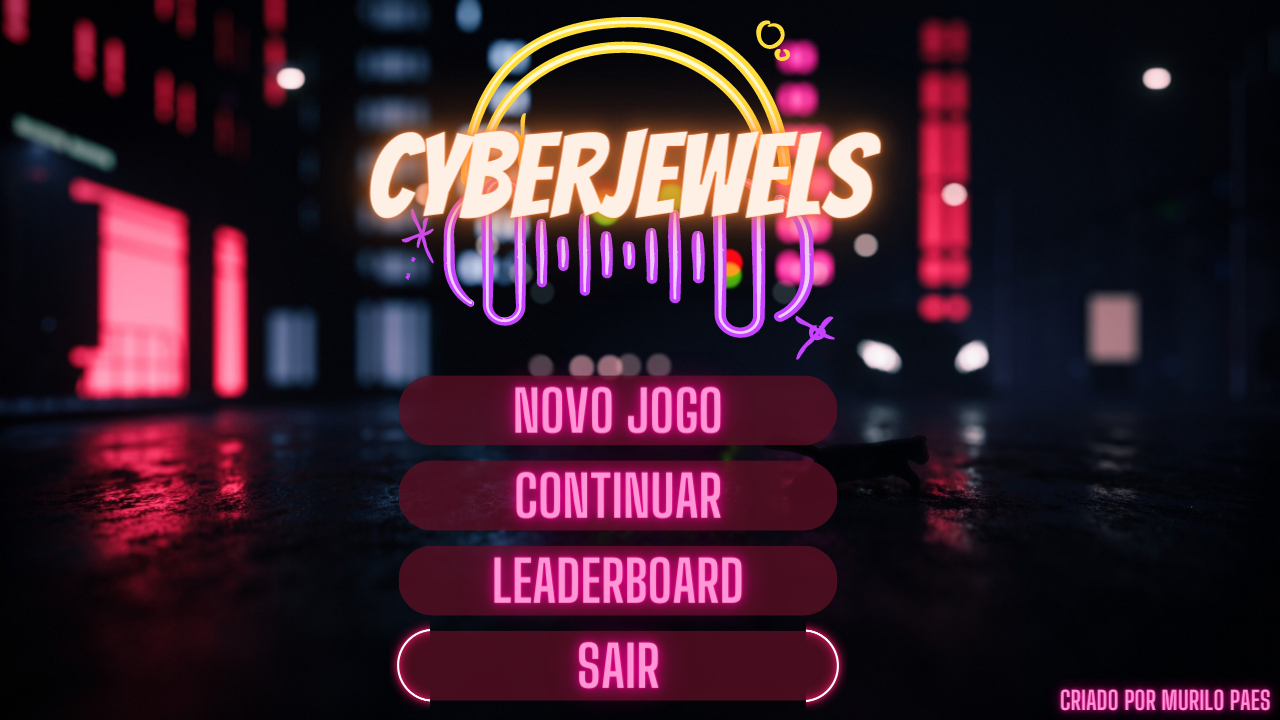 CYBERJEWELS
NOVO JOGO
CONTINUAR
LEADERBOARD
SAIR
CRIADO POR MURILO PAES